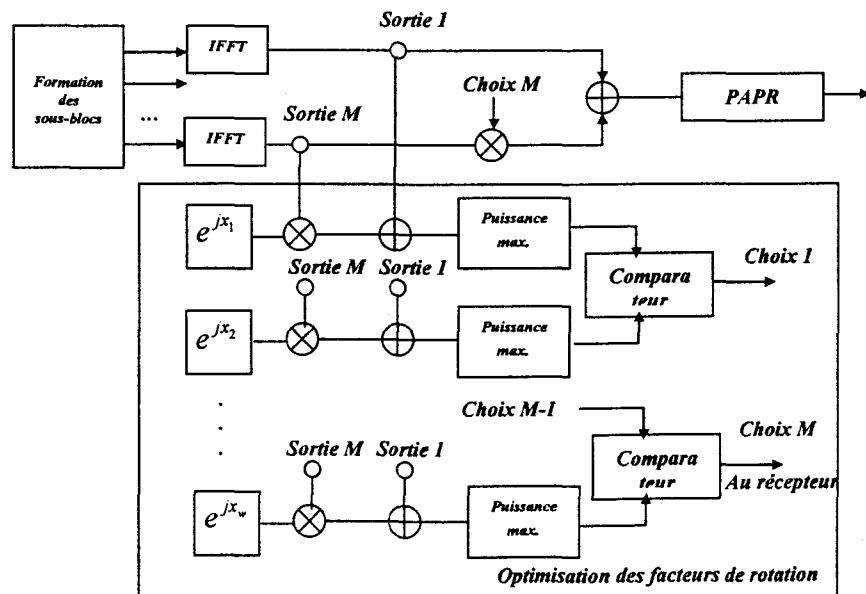 Sortie 1
IFFT
Formation
des
sous-blocs
...
Choix M
PAPR
Sortie M
IFFT
e^{jx_1}
Puissance
max.
Compara
teur
Choix 1
Sortie M
Sortie 1
e^{jx_2}
Puissance
max.
Choix M-1
Sortie M
Sortie 1
Compara
teur
Choix M
Au récepteur
e^{jx_w}
Puissance
max.
Optimisation des facteurs de rotation